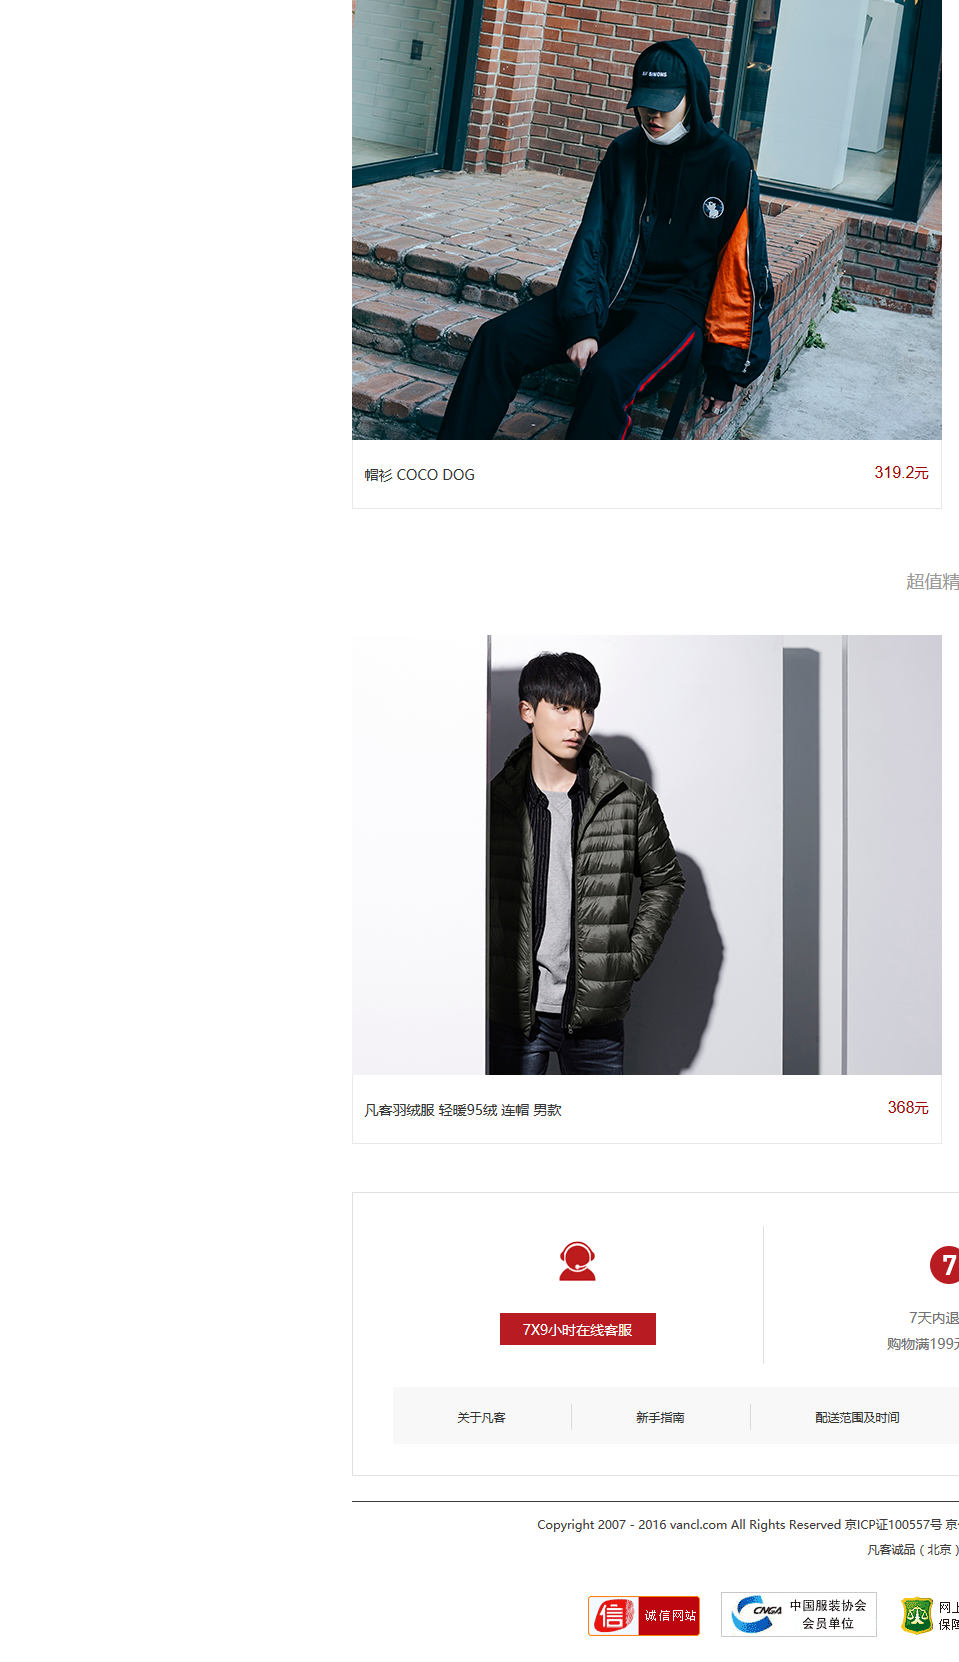 帽衫 COCO DOG
319.2元
超值精
凡客羽绒服 轻暖95绒 连帽 男款
368元
7
7X9小时在线客服
7天内退
购物满199元
关于凡客
新手指南
配送范围及时间
Copyright 2007 - 2016 vancl.com All Rights Reserved 京ICP证100557号
凡客诚品（北京）
信 诚信网站
CNGA 中国服装协会
会员单位
网上
保障